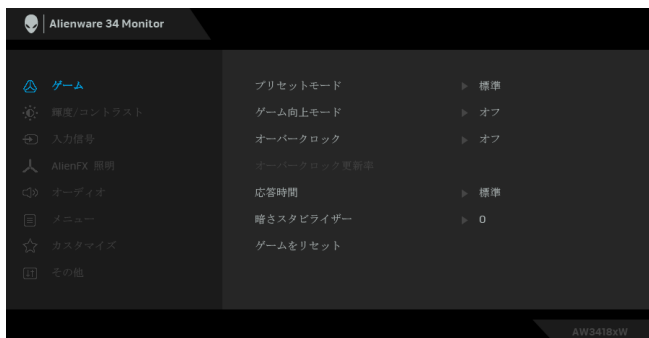 Alienware 34 Monitor
ゲーム
輝度/コントラスト
入力信号
AlienFX 照明
オーディオ
メニュー
カスタマイズ
その他
プリセットモード 標準
ゲーム向上モード オフ
オーバークロック オフ
オーバークロック更新率
応答時間 標準
暗さスタビライザー 0
ゲームをリセット
AW3418xW